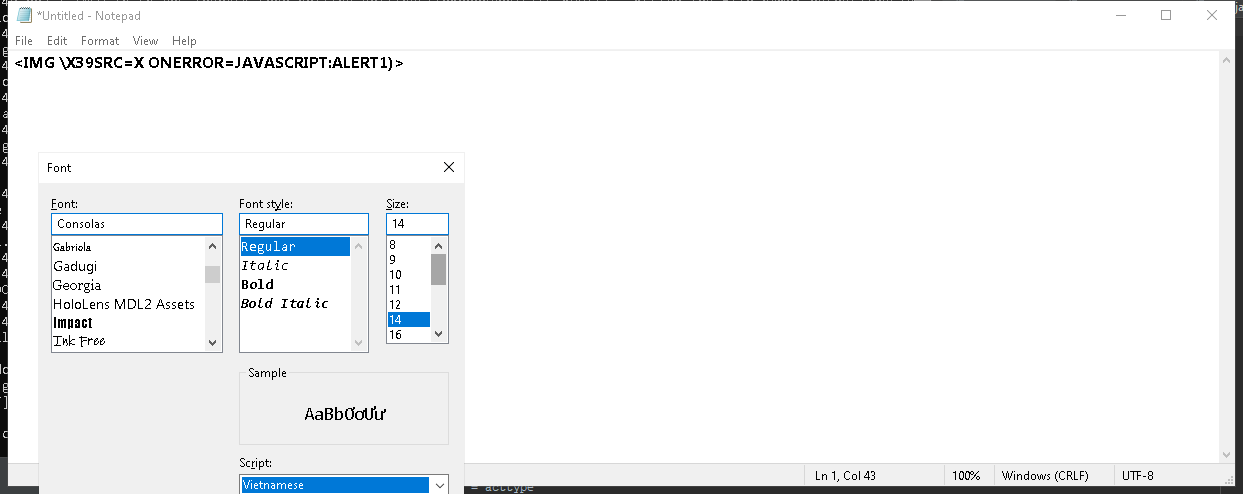 *Untitled - Notepad
File Edit Format View Help
<IMG \X39SRC=X ONERROR=JAVASCRIPT:ALERT1)>
Font
Font: Font style: Size:
Consolas Regular 14
Gabriola Regular 8
Gadugi Italic 9
Georgia Bold 10
HoloLens MDL2 Assets Bold Italic 11
Impact 12
Ink Free 14
16
Sample
AaBbƠơƯư
Script:
Vietnamese
Ln 1, Col 43 100% Windows (CRLF) UTF-8
= acctype